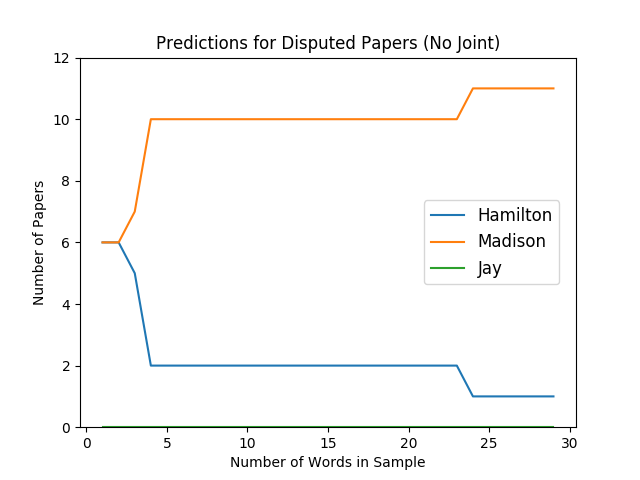 Predictions for Disputed Papers (No Joint)
12
10
8
6
4
2
0
Number of Papers
Hamilton
Madison
Jay
0 5 10 15 20 25 30
Number of Words in Sample